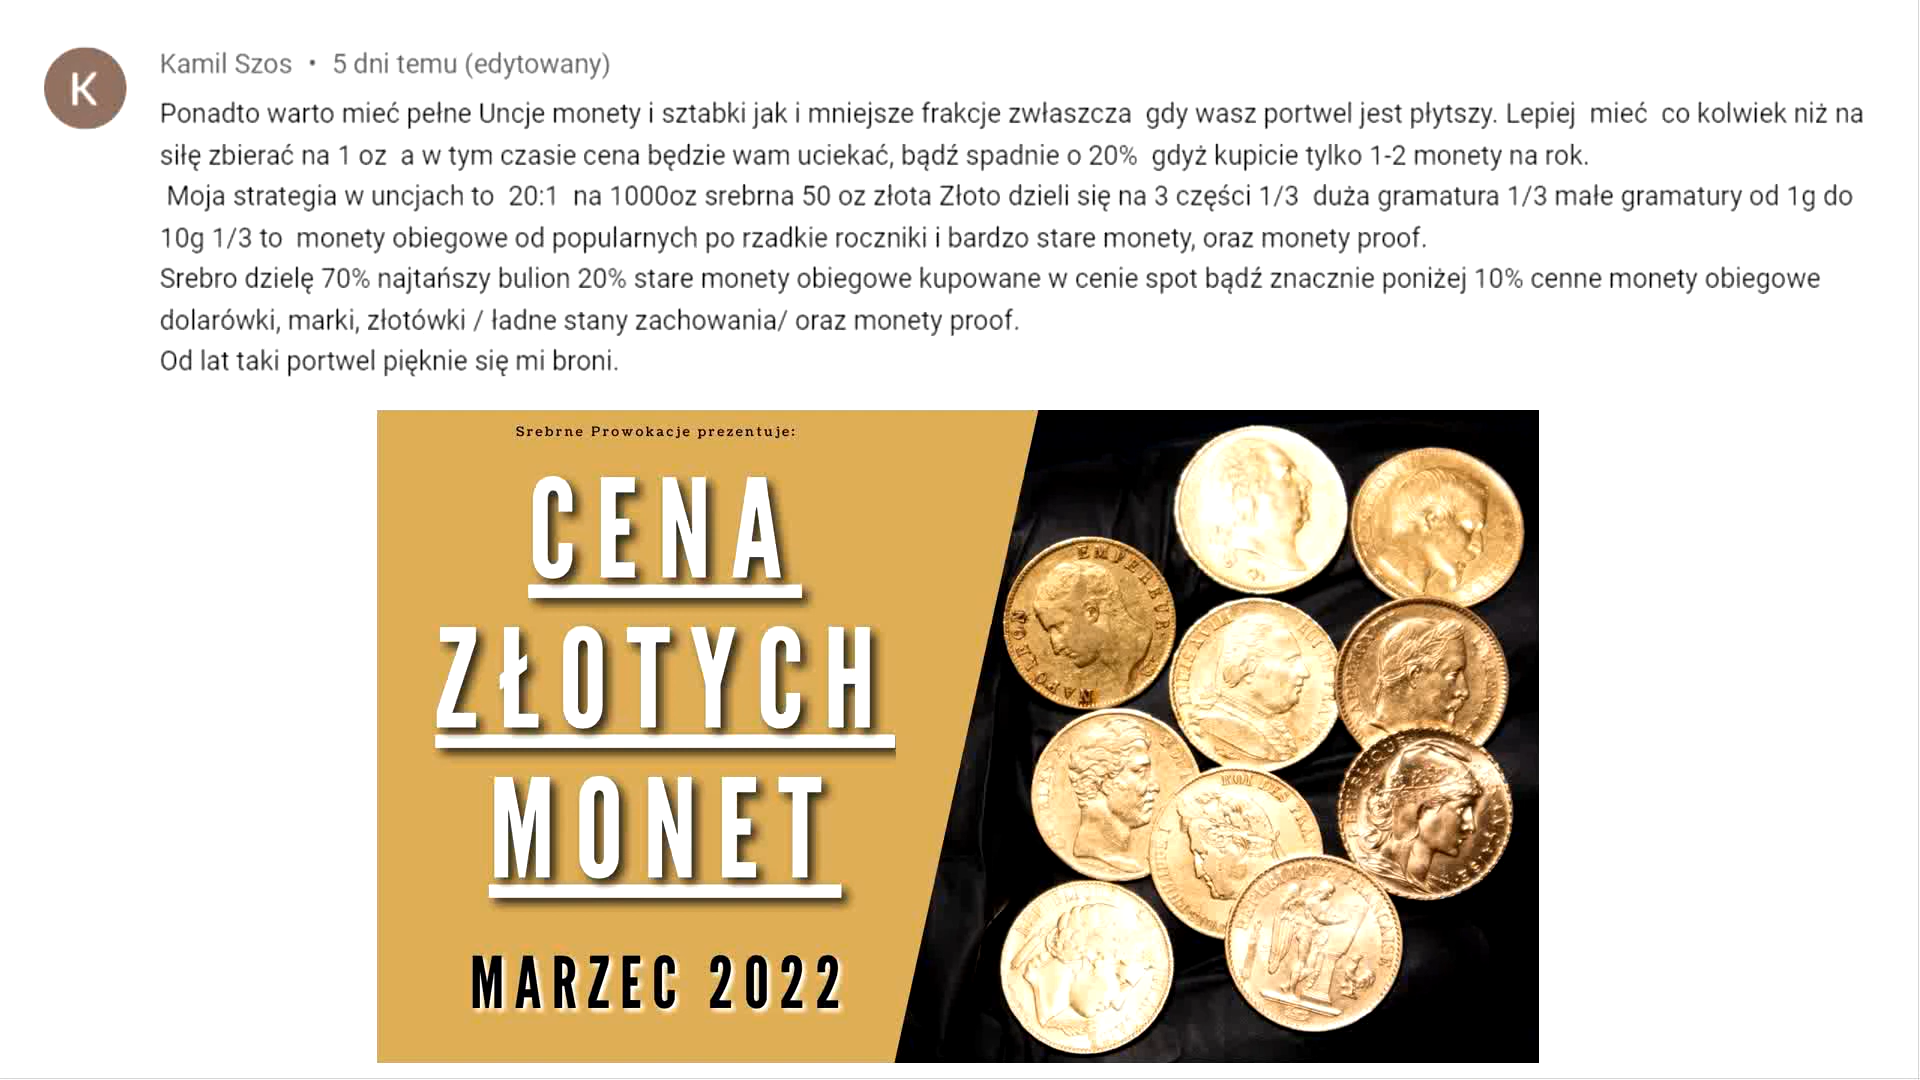 K
Kamil Szos • 5 dni temu (edytowany)
Ponadto warto mieć pełne Uncje monety i sztabki jak i mniejsze frakcje zwłaszcza gdy wasz portwel jest płytszy. Lepiej mieć co kolwiek niż na
siłę zbierać na 1 oz a w tym czasie cena będzie wam uciekać, bądź spadnie o 20% gdyż kupicie tylko 1-2 monety na rok.
Moja strategia w uncjach to 20:1 na 1000oz srebrna 50 oz złota Złoto dzieli się na 3 części 1/3 duża gramatura 1/3 małe gramatury od 1g do
10g 1/3 to monety obiegowe od popularnych po rzadkie roczniki i bardzo stare monety, oraz monety proof.
Srebro dzielę 70% najtańszy bulion 20% stare monety obiegowe kupowane w cenie spot bądź znacznie poniżej 10% cenne monety obiegowe
dolarówki, marki, złotówki / ładne stany zachowania/ oraz monety proof.
Od lat taki portwel pięknie się mi broni.
Srebrne Prowokacje prezentuje:
CENA
ZŁOTYCH
MONET
MARZEC 2022
NAPOLEON
EMPEREUR
REPUBLIQUE FRANÇAISE